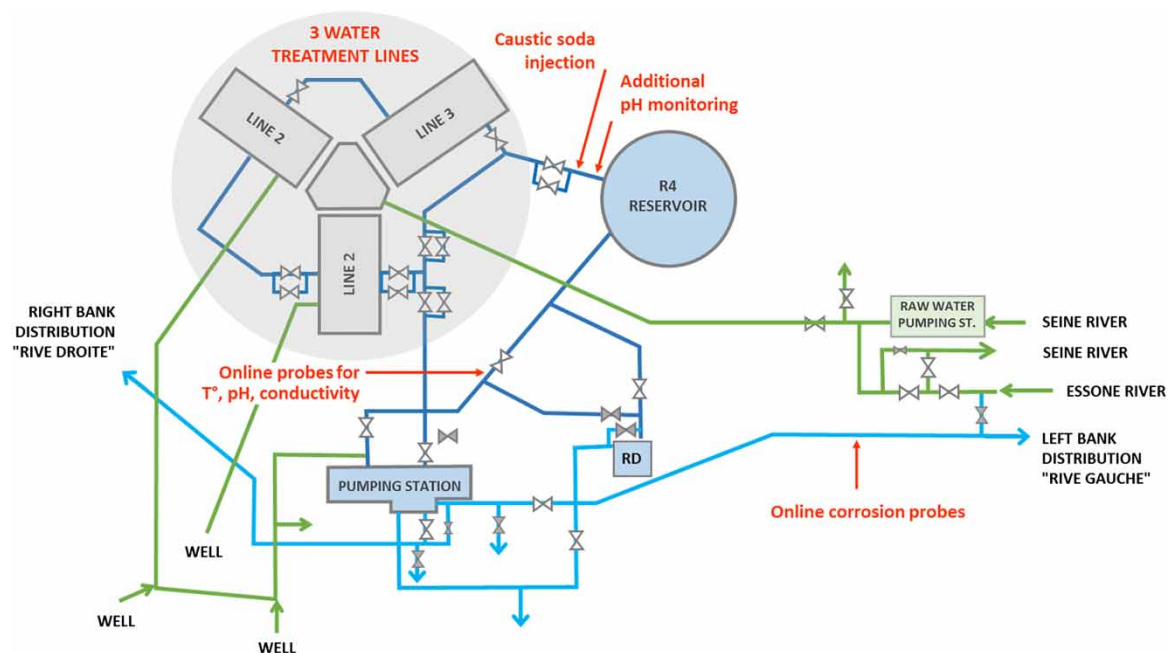 3 WATER
TREATMENT LINES
Caustic soda
injection
Additional
pH monitoring
LINE 2
LINE 3
R4
RESERVOIR
LINE 2
RIGHT BANK
DISTRIBUTION
"RIVE DROITE"
RAW WATER
PUMPING ST.
SEINE RIVER
SEINE RIVER
ESSONE RIVER
Online probes for
T°, pH, conductivity
LEFT BANK
DISTRIBUTION
"RIVE GAUCHE"
RD
PUMPING STATION
Online corrosion probes
WELL
WELL
WELL